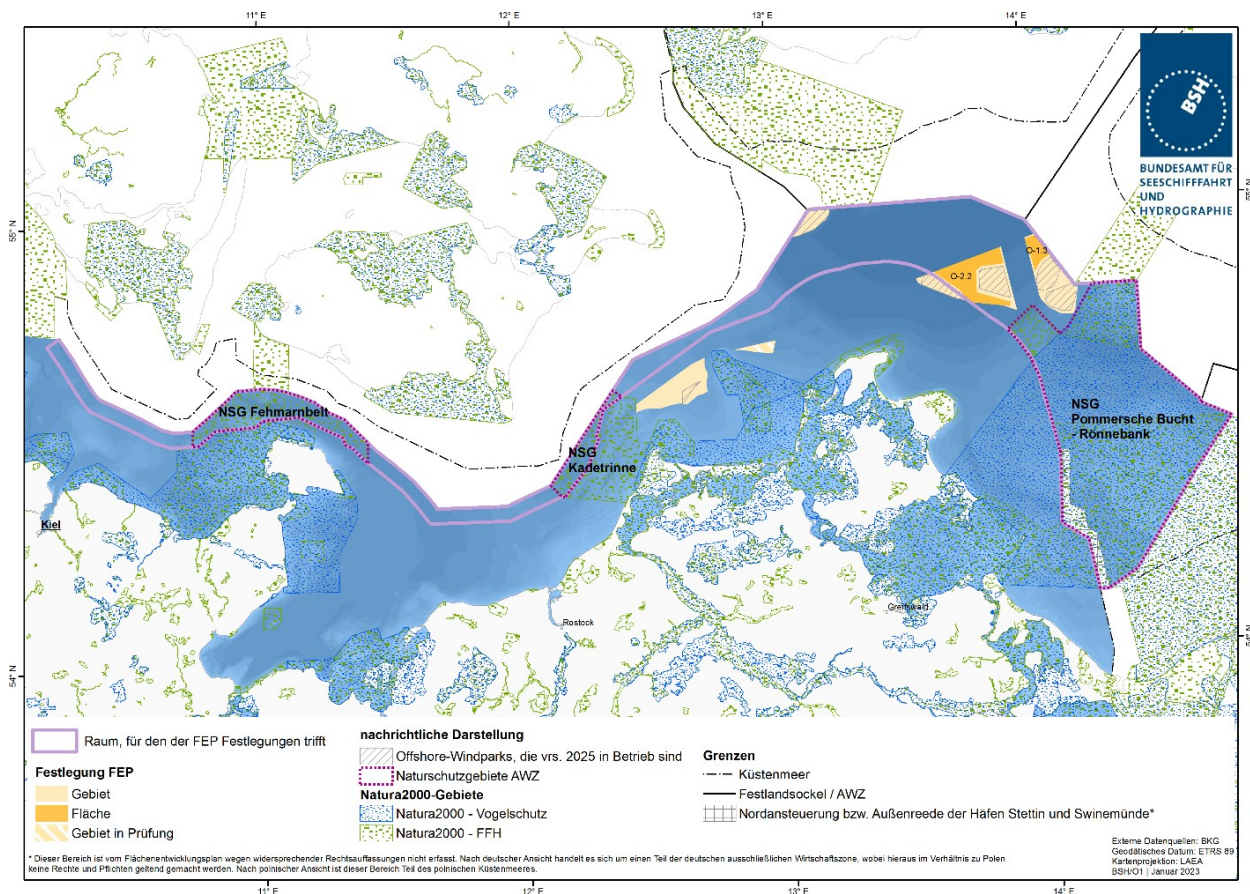 11° E
12° E
13° E
14° E
BSH
BUNDESAMT FÜR
SEESCHIFFFAHRT
UND
HYDROGRAPHIE
55° N
55° N
O-1.3
O-2.2
NSG Fehmarnbelt
NSG
Kadetrinne
NSG
Pommersche Bucht
- Rönnebank
Kiel
Rostock
Greifswald
54° N
54° N
Raum, für den der FEP Festlegungen trifft
Festlegung FEP
Gebiet
Fläche
Gebiet in Prüfung
nachrichtliche Darstellung
Offshore-Windparks, die vrs. 2025 in Betrieb sind
Naturschutzgebiete AWZ
Natura2000-Gebiete
Natura2000 - Vogelschutz
Natura2000 - FFH
Grenzen
Küstenmeer
Festlandsockel / AWZ
Nordansteuerung bzw. Außenreede der Häfen Stettin und Swinemünde*
* Dieser Bereich ist vom Flächenentwicklungsplan wegen widersprechender Rechtsauffassungen nicht erfasst. Nach deutscher Ansicht handelt es sich um einen Teil der deutschen ausschließlichen Wirtschaftszone, wobei hieraus im Verhältnis zu Polen
keine Rechte und Pflichten geltend gemacht werden. Nach polnischer Ansicht ist dieser Bereich Teil des polnischen Küstenmeeres.
Externe Datenquellen: BKG
Geodätisches Datum: ETRS 89
Kartenprojektion: LAEA
BSH/O1 | Januar 2023
11° E
12° E
13° E
14° E